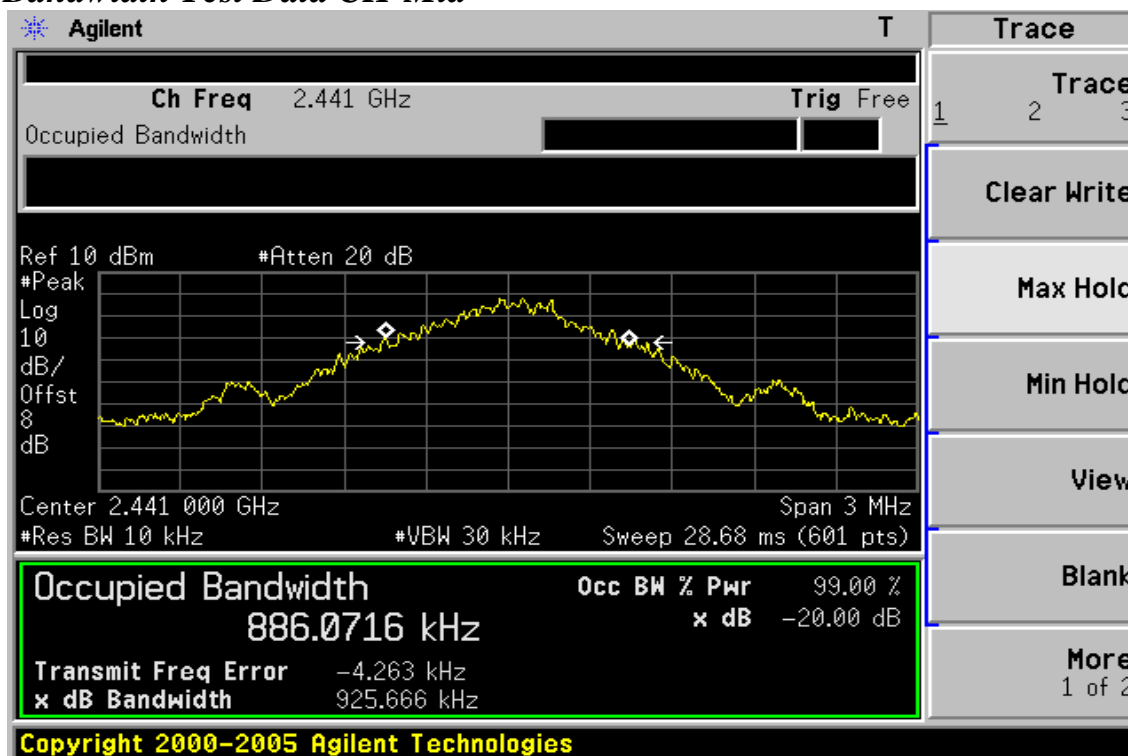 Agilent T
Ch Freq 2.441 GHz Trig Free
Occupied Bandwidth
Ref 10 dBm #Atten 20 dB
#Peak
Log
10
dB/
Offst
8
dB
Center 2.441 000 GHz Span 3 MHz
#Res BW 10 kHz #VBW 30 kHz Sweep 28.68 ms (601 pts)
Occupied Bandwidth Occ BW % Pwr 99.00 %
886.0716 kHz x dB -20.00 dB
Transmit Freq Error -4.263 kHz
x dB Bandwidth 925.666 kHz
Copyright 2000-2005 Agilent Technologies
Trace
Trace
1 2 3
Clear Write
Max Hold
Min Hold
View
Blank
More
1 of 2